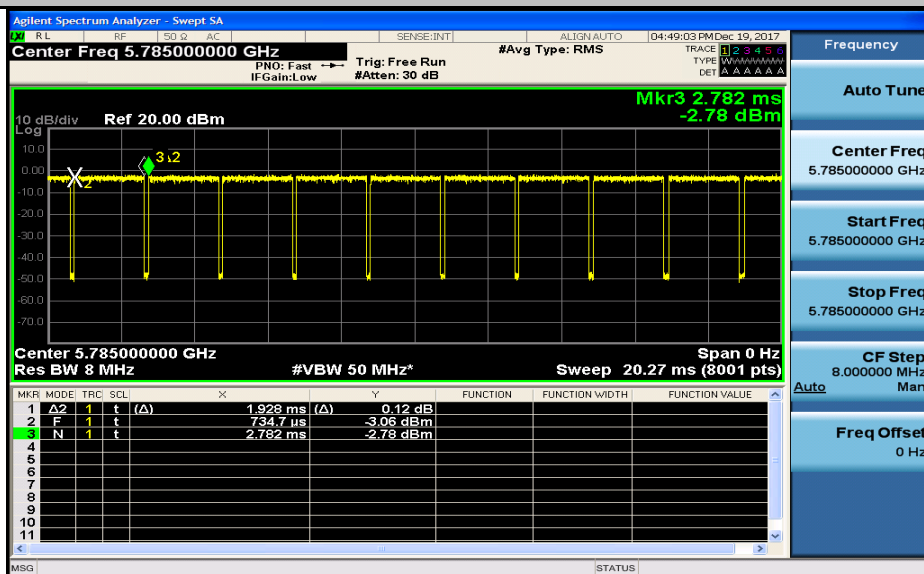 Agilent Spectrum Analyzer - Swept SA
LXI RL RF 50 Ω AC SENSE:INT ALIGN AUTO 04:49:03 PM Dec 19, 2017
Center Freq 5.785000000 GHz #Avg Type: RMS TRACE 1 2 3 4 5 6
PNO: Fast Trig: Free Run TYPE WWWWWW
IFGain:Low #Atten: 30 dB DET A A A A A A
Mkr3 2.782 ms
10 dB/div Ref 20.00 dBm -2.78 dBm
Log
10.0
0.00
-10.0
-20.0
-30.0
-40.0
-50.0
-60.0
-70.0
2
Center 5.785000000 GHz Span 0 Hz
Res BW 8 MHz #VBW 50 MHz* Sweep 20.27 ms (8001 pts)
MKR MODE TRC SCL X Y FUNCTION FUNCTION WIDTH FUNCTION VALUE
1 Δ2 1 t (Δ) 1.928 ms (Δ) 0.12 dB
2 F 1 t 734.7 µs -3.06 dBm
3 N 1 t 2.782 ms -2.78 dBm
4
5
6
7
8
9
10
11
MSG STATUS
Frequency
Auto Tune
Center Freq
5.785000000 GHz
Start Freq
5.785000000 GHz
Stop Freq
5.785000000 GHz
CF Step
8.000000 MHz
Auto Man
Freq Offset
0 Hz